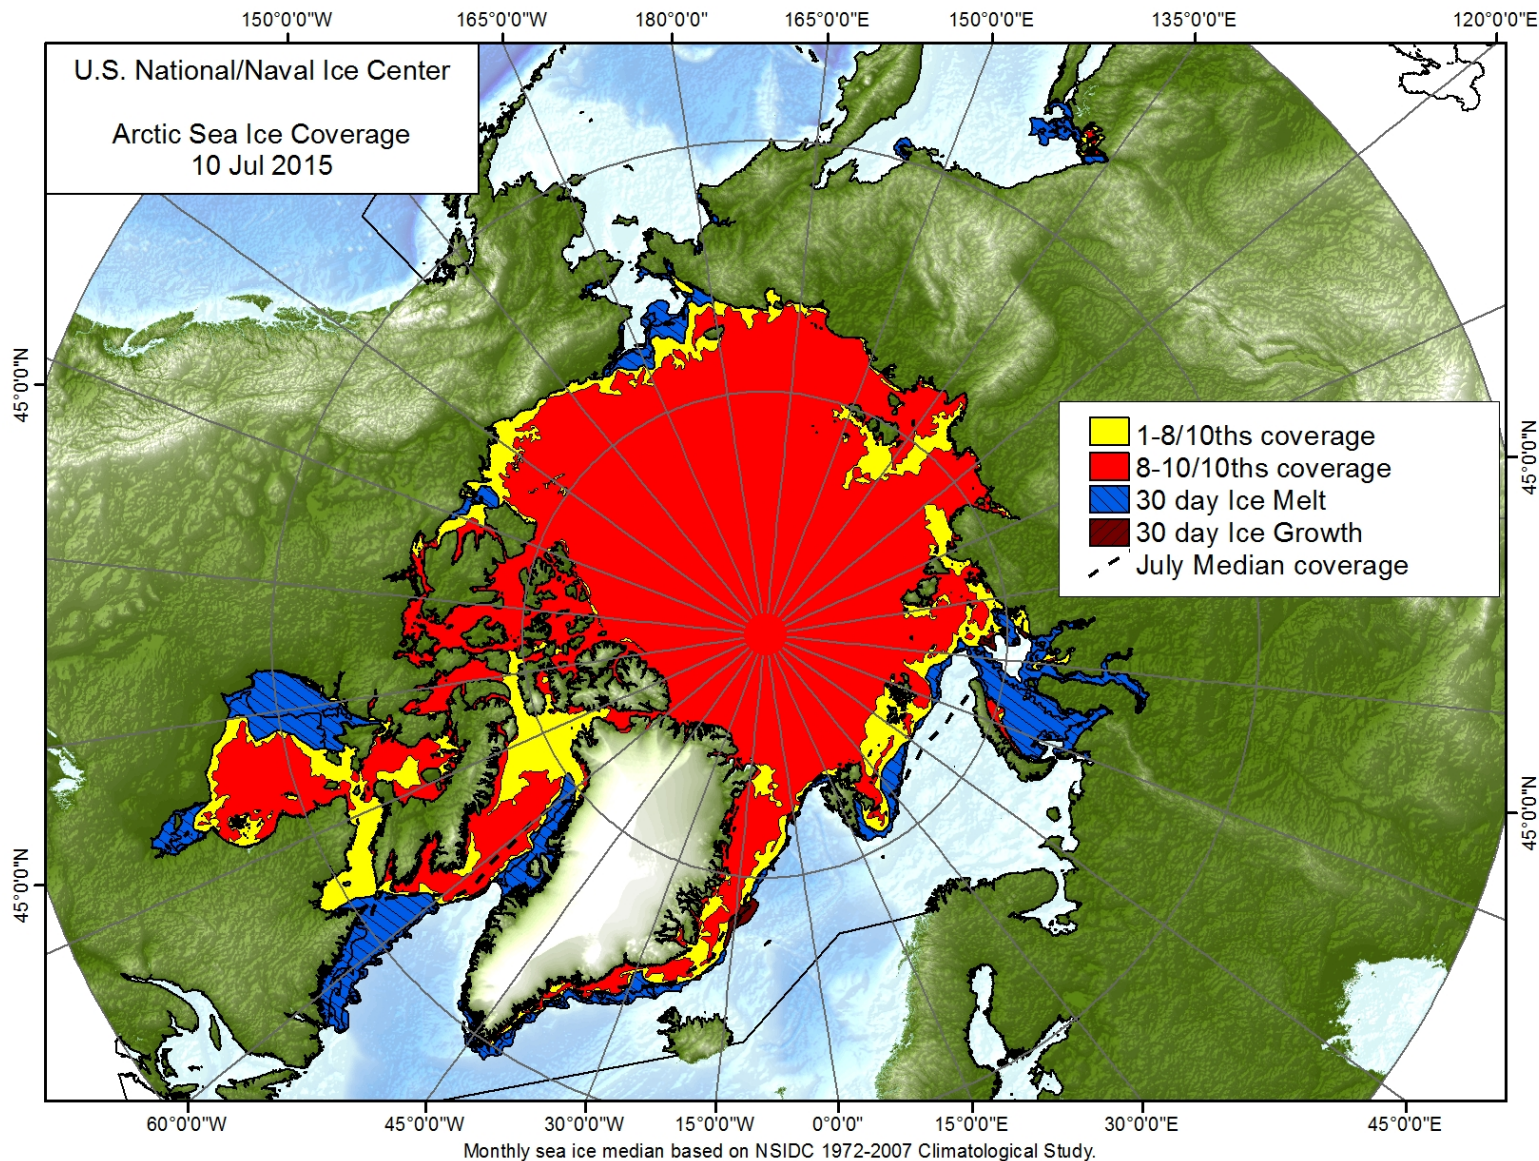 150°0'0"W 165°0'0"W 180°0'0" 165°0'0"E 150°0'0"E 135°0'0"E 120°0'0"E
U.S. National/Naval Ice Center
Arctic Sea Ice Coverage
10 Jul 2015
45°0'0"N
45°0'0"N
1-8/10ths coverage
8-10/10ths coverage
30 day Ice Melt
30 day Ice Growth
July Median coverage
45°0'0"N
45°0'0"N
60°0'0"W 45°0'0"W 30°0'0"W 15°0'0"W 0°0'0" 15°0'0"E 30°0'0"E 45°0'0"E
Monthly sea ice median based on NSIDC 1972-2007 Climatological Study.